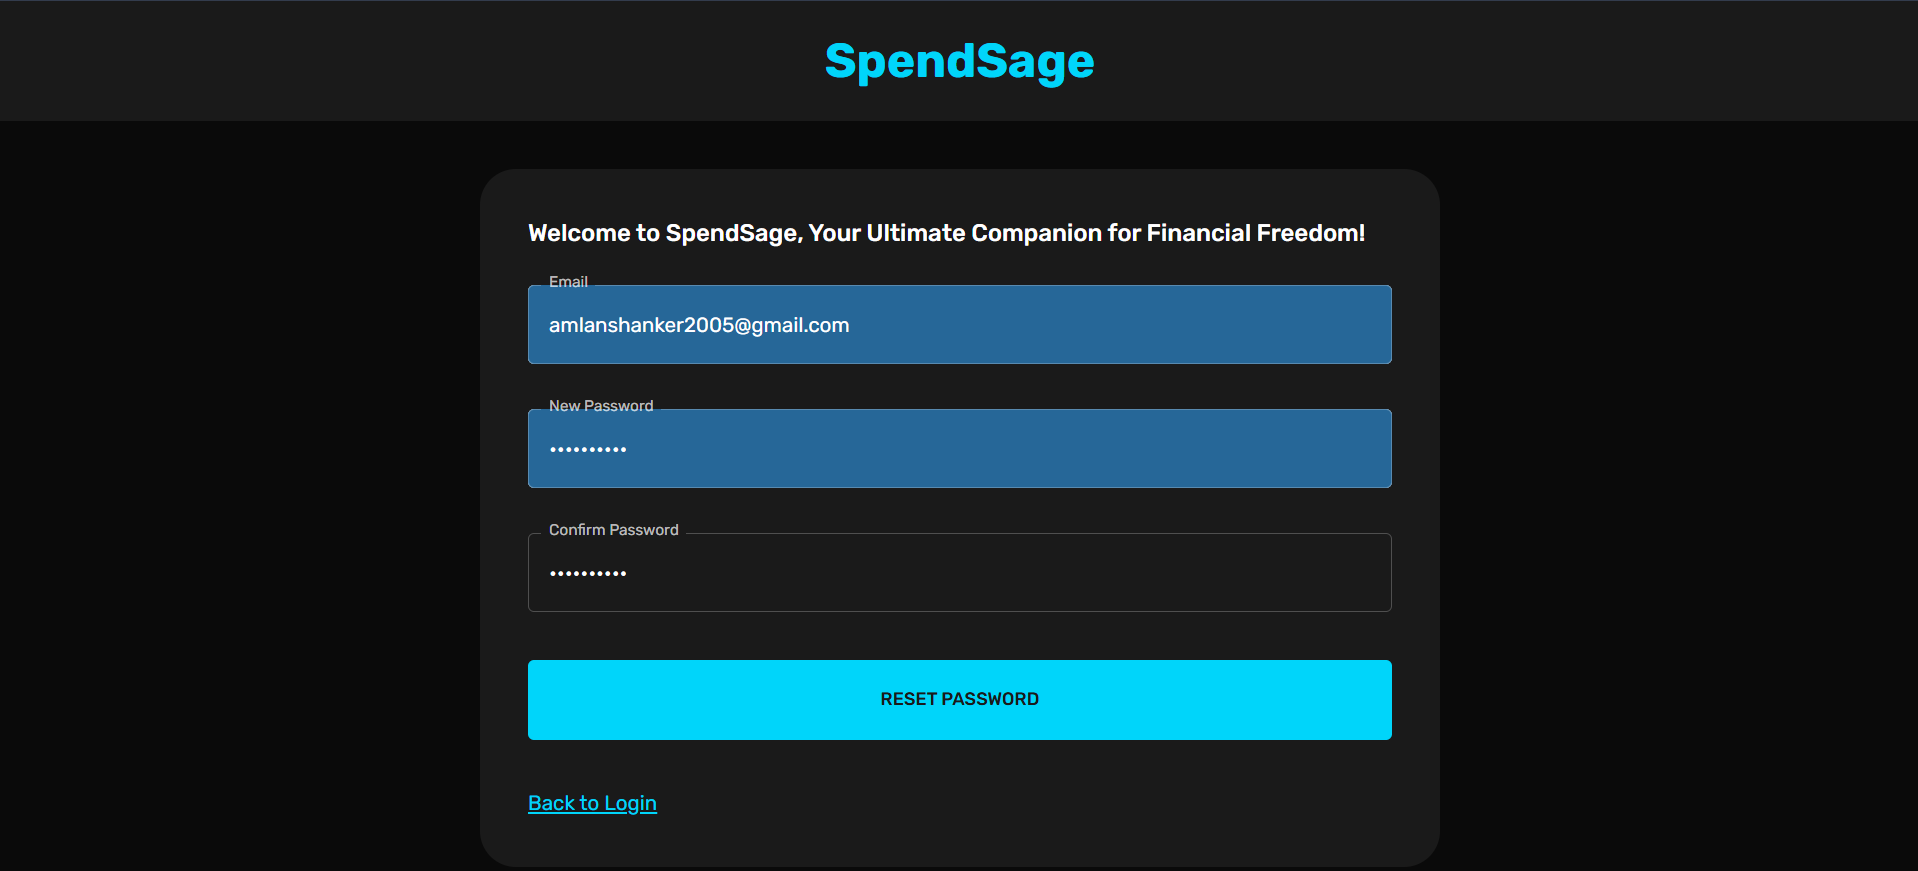 SpendSage
Welcome to SpendSage, Your Ultimate Companion for Financial Freedom!
Email
amlanshanker2005@gmail.com
New Password
••••••••••
Confirm Password
••••••••••
RESET PASSWORD
Back to Login